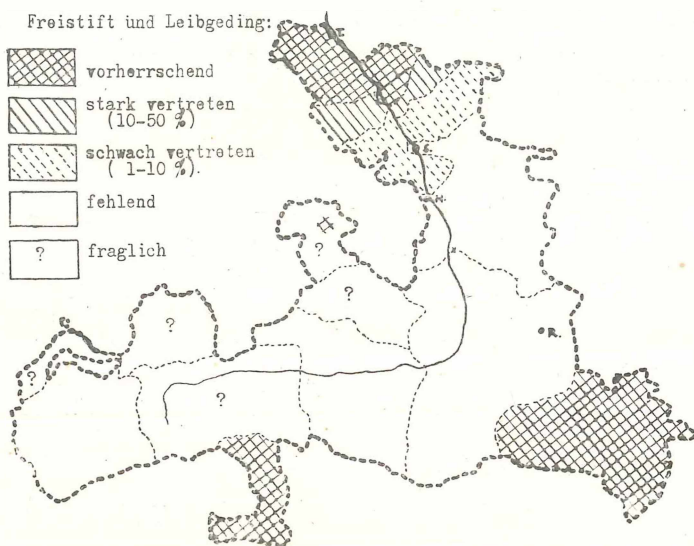 Freistift und Leibgeding:
vorherrschend
stark vertreten
(10-50 %)
schwach vertreten
( 1-10 %).
fehlend
? fraglich
?
?
?
?
?
R.